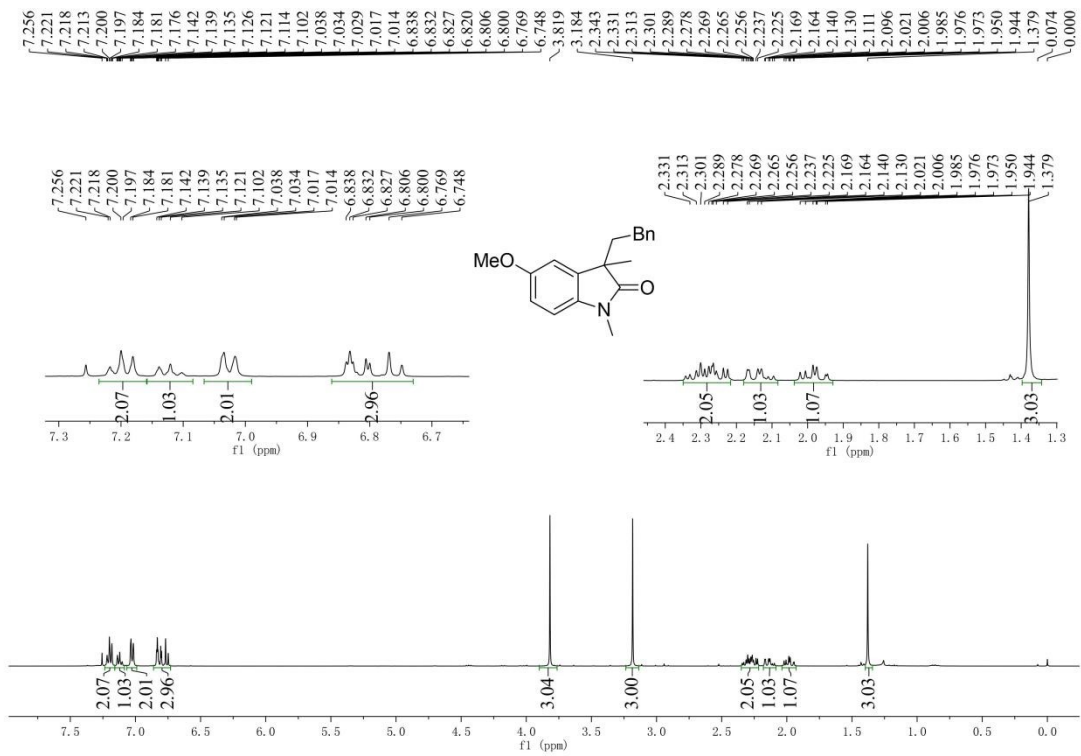 7.256 7.221 7.218 7.213 7.200 7.197 7.184 7.181 7.176 7.142 7.139 7.135 7.126 7.121 7.114 7.102 7.038 7.034 7.029 7.017 7.014 6.838 6.832 6.827 6.820 6.806 6.800 6.769 6.748 3.819 3.184 2.343 2.331 2.313 2.301 2.289 2.278 2.269 2.265 2.256 2.237 2.225 2.169 2.164 2.140 2.130 2.111 2.096 2.021 2.006 1.985 1.976 1.973 1.950 1.944 1.379 0.074 0.000
7.256 7.221 7.218 7.200 7.197 7.184 7.181 7.142 7.139 7.135 7.121 7.102 7.038 7.034 7.017 7.014 6.838 6.832 6.827 6.806 6.800 6.769 6.748
2.331 2.313 2.301 2.289 2.278 2.269 2.265 2.256 2.237 2.225 2.169 2.164 2.140 2.130 2.021 2.006 1.985 1.976 1.973 1.950 1.944 1.379
Bn
MeO
O
N
2.07 1.03 2.01 2.96
7.3 7.2 7.1 7.0 6.9 6.8 6.7
f1 (ppm)
2.05 1.03 1.07 3.03
2.4 2.3 2.2 2.1 2.0 1.9 1.8 1.7 1.6 1.5 1.4 1.3
f1 (ppm)
2.07 1.03 2.01 2.96 3.04 3.00 2.05 1.03 1.07 3.03
7.5 7.0 6.5 6.0 5.5 5.0 4.5 4.0 3.5 3.0 2.5 2.0 1.5 1.0 0.5 0.0
f1 (ppm)